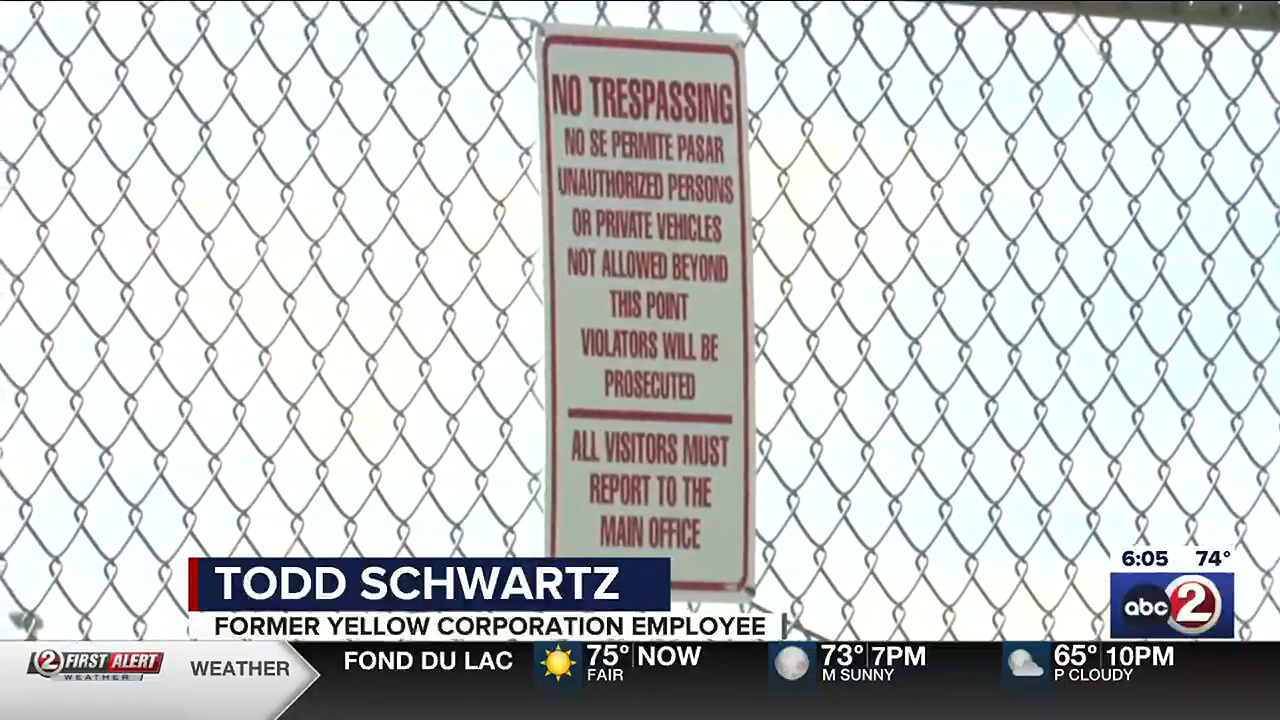 NO TRESPASSING
NO SE PERMITE PASAR
UNAUTHORIZED PERSONS
OR PRIVATE VEHICLES
NOT ALLOWED BEYOND
THIS POINT
VIOLATORS WILL BE
PROSECUTED
ALL VISITORS MUST
REPORT TO THE
MAIN OFFICE
TODD SCHWARTZ
FORMER YELLOW CORPORATION EMPLOYEE
6:05 74°
abc 2
2 FIRST ALERT
WEATHER
WEATHER
FOND DU LAC
75° NOW
FAIR
73° 7PM
M SUNNY
65° 10PM
P CLOUDY